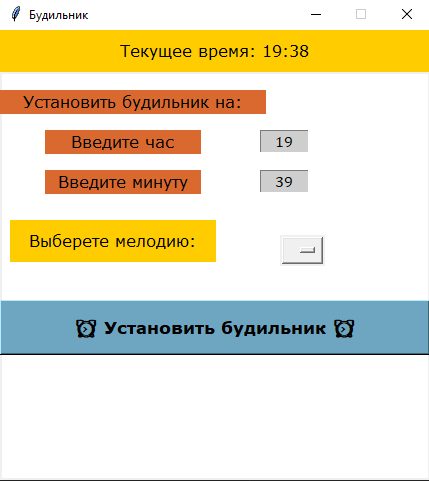 Будильник
Текущее время: 19:38
Установить будильник на:
Введите час
19
Введите минуту
39
Выберете мелодию:
⏰ Установить будильник ⏰